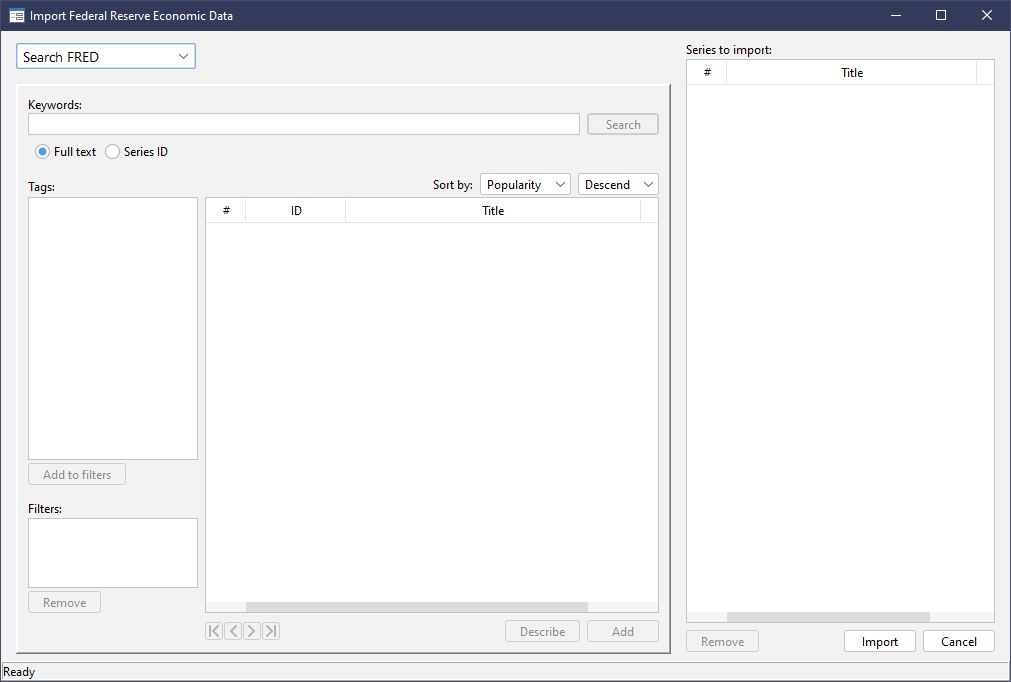 Import Federal Reserve Economic Data
Search FRED
Keywords:
Search
Full text Series ID
Tags:
Sort by: Popularity Descend
# ID Title
Add to filters
Filters:
Remove
Describe Add
Series to import:
# Title
Remove Import Cancel
Ready